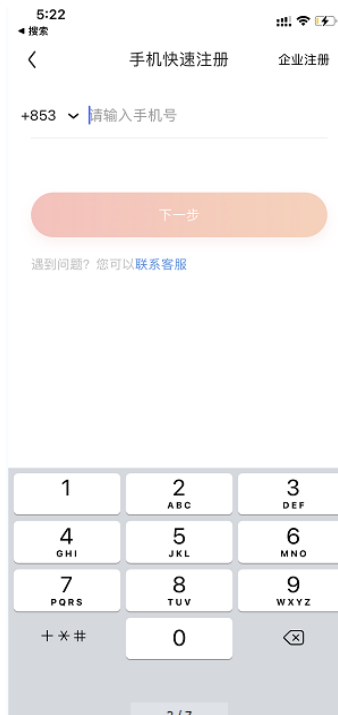 5:22
◀ 搜索
手机快速注册 企业注册
+853 请输入手机号
下一步
遇到问题？您可以联系客服
1 2 3
ABC DEF
4 5 6
GHI JKL MNO
7 8 9
PQRS TUV WXYZ
+*# 0